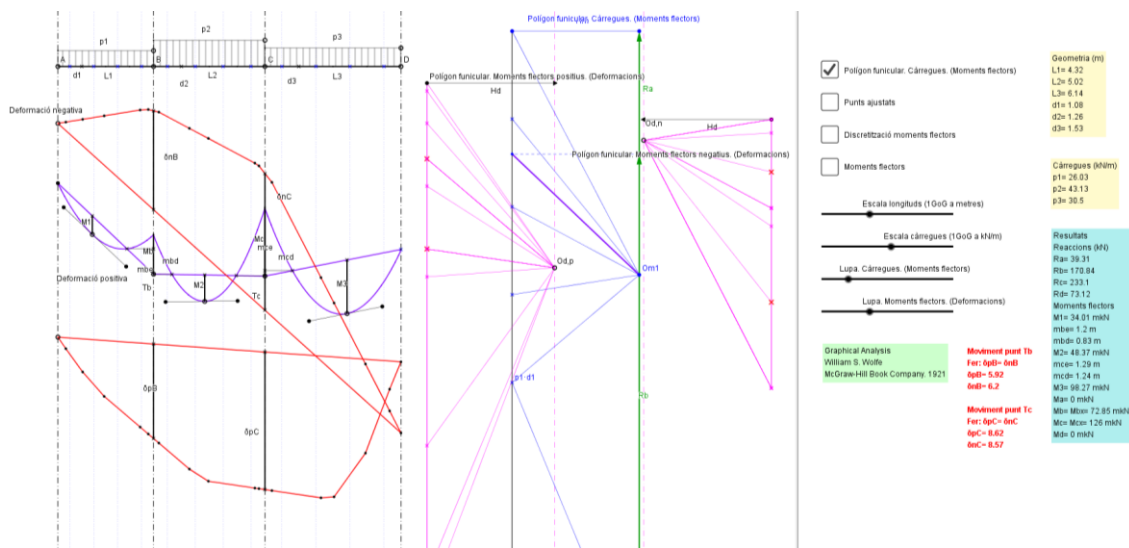 p1
p2
p3
A
B
C
D
d1
L1
d2
L2
d3
L3
Deformació negativa
δnB
δnC
M1
Mb
mbe
mbd
Tb
M2
Mc
mce
mcd
Tc
M3
Deformació positiva
δpB
δpC
Polígon funicular. Càrregues. (Moments flectors)
Polígon funicular. Moments flectors positius. (Deformacions)
Hd
Ra
Od,n
Hd
Polígon funicular. Moments flectors negatius. (Deformacions)
Od,p
Om1
p1·d1
Rb
Polígon funicular. Càrregues. (Moments flectors)
Punts ajustats
Discretització moments flectors
Moments flectors
Escala longituds (1GoG a metres)
Escala càrregues (1GoG a kN/m)
Lupa. Càrregues. (Moments flectors)
Lupa. Moments flectors. (Deformacions)
Graphical Analysis
William S. Wolfe
McGraw-Hill Book Company. 1921
Moviment punt Tb
Fer: δpB= δnB
δpB= 5.92
δnB= 6.2
Moviment punt Tc
Fer: δpC= δnC
δpC= 8.62
δnC= 8.57
Geometria (m)
L1= 4.32
L2= 5.02
L3= 6.14
d1= 1.08
d2= 1.26
d3= 1.53
Càrregues (kN/m)
p1= 26.03
p2= 43.13
p3= 30.5
Resultats
Reaccions (kN)
Ra= 39.31
Rb= 170.84
Rc= 233.1
Rd= 73.12
Moments flectors
M1= 34.01 mkN
mbe= 1.2 m
mbd= 0.83 m
M2= 48.37 mkN
mce= 1.29 m
mcd= 1.24 m
M3= 98.27 mkN
Ma= 0 mkN
Mb= Mbx= 72.85 mkN
Mc= Mce= 126 mkN
Md= 0 mkN